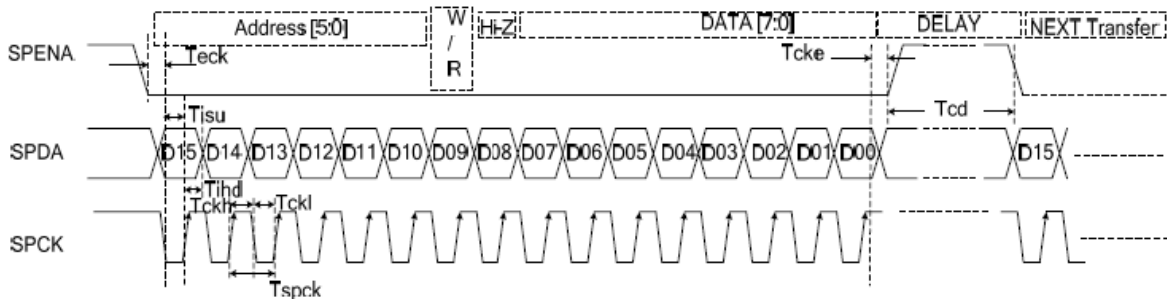 Address [5:0] W / R Hi-Z DATA [7:0] DELAY NEXT Transfer
SPENA Teck Tcke
Tcd
Tisu
SPDA D15 D14 D13 D12 D11 D10 D09 D08 D07 D06 D05 D04 D03 D02 D01 D00 D15
Tihd
Tckh Tckl
SPCK
Tspck